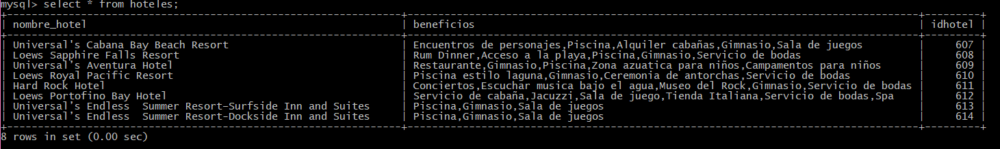 mysql> select * from hoteles;
| nombre_hotel | beneficios | idhotel |
| Universal's Cabana Bay Beach Resort | Encuentros de personajes,Piscina,Alquiler cabañas,Gimnasio,Sala de juegos | 607 |
| Loews Sapphire Falls Resort | Rum Dinner,Acceso a la playa,Piscina,Gimnasio,Servicio de bodas | 608 |
| Universal's Aventura Hotel | Restaurante,Gimnasio,Piscina,Zona azuatica para niños,Campamentos para niños | 609 |
| Loews Royal Pacific Resort | Piscina estilo laguna,Gimnasio,Ceremonia de antorchas,Servicio de bodas | 610 |
| Hard Rock Hotel | Conciertos,Escuchar musica bajo el agua,Museo del Rock,Gimnasio,Servicio de bodas | 611 |
| Loews Portofino Bay Hotel | Servicio de cabaña,Jacuzzi,Sala de juego,Tienda Italiana,Servicio de bodas,Spa | 612 |
| Universal's Endless  Summer Resort-Surfside Inn and Suites | Piscina,Gimnasio,Sala de juegos | 613 |
| Universal's Endless  Summer Resort-Dockside Inn and Suites | Piscina,Gimnasio,Sala de juegos | 614 |
8 rows in set (0.00 sec)